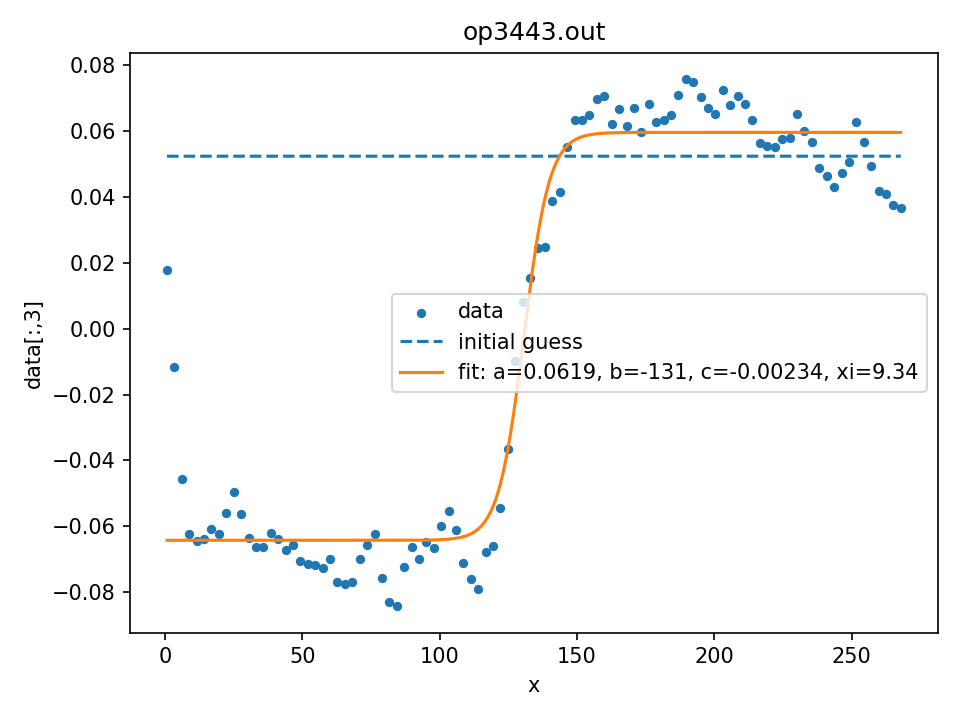 op3443.out
0.08
0.06
0.04
0.02
0.00
−0.02
−0.04
−0.06
−0.08
data[:,3]
data
initial guess
fit: a=0.0619, b=-131, c=-0.00234, xi=9.34
0 50 100 150 200 250
x